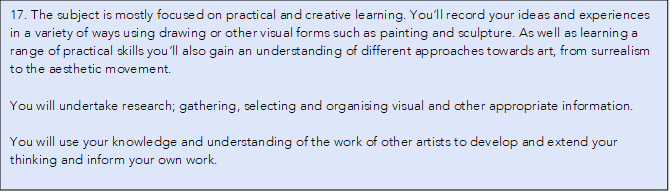 17. The subject is mostly focused on practical and creative learning. You'll record your ideas and experiences
in a variety of ways using drawing or other visual forms such as painting and sculpture. As well as learning a
range of practical skills you'll also gain an understanding of different approaches towards art, from surrealism
to the aesthetic movement.
You will undertake research; gathering, selecting and organising visual and other appropriate information.
You will use your knowledge and understanding of the work of other artists to develop and extend your
thinking and inform your own work.